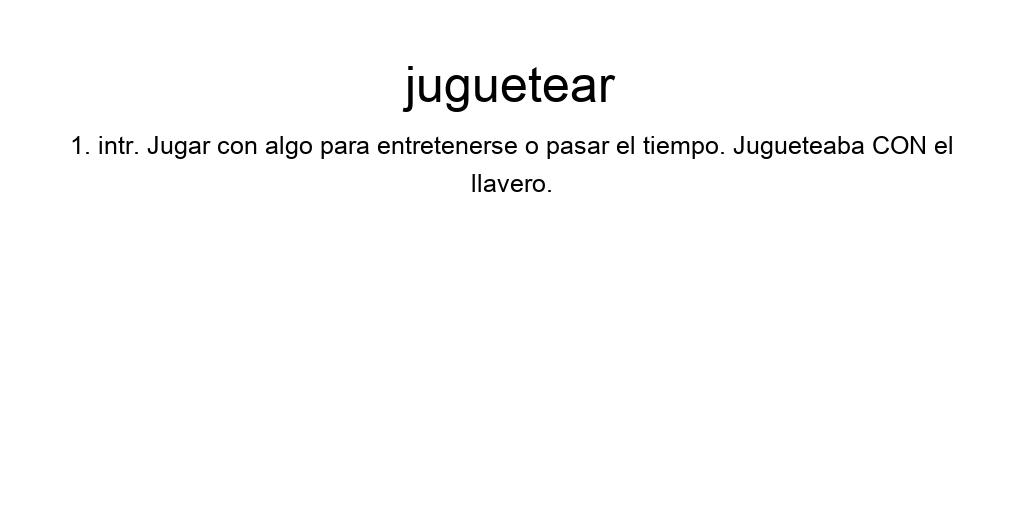 juguetear
1. intr. Jugar con algo para entretenerse o pasar el tiempo. Jugueteaba CON el
llavero.